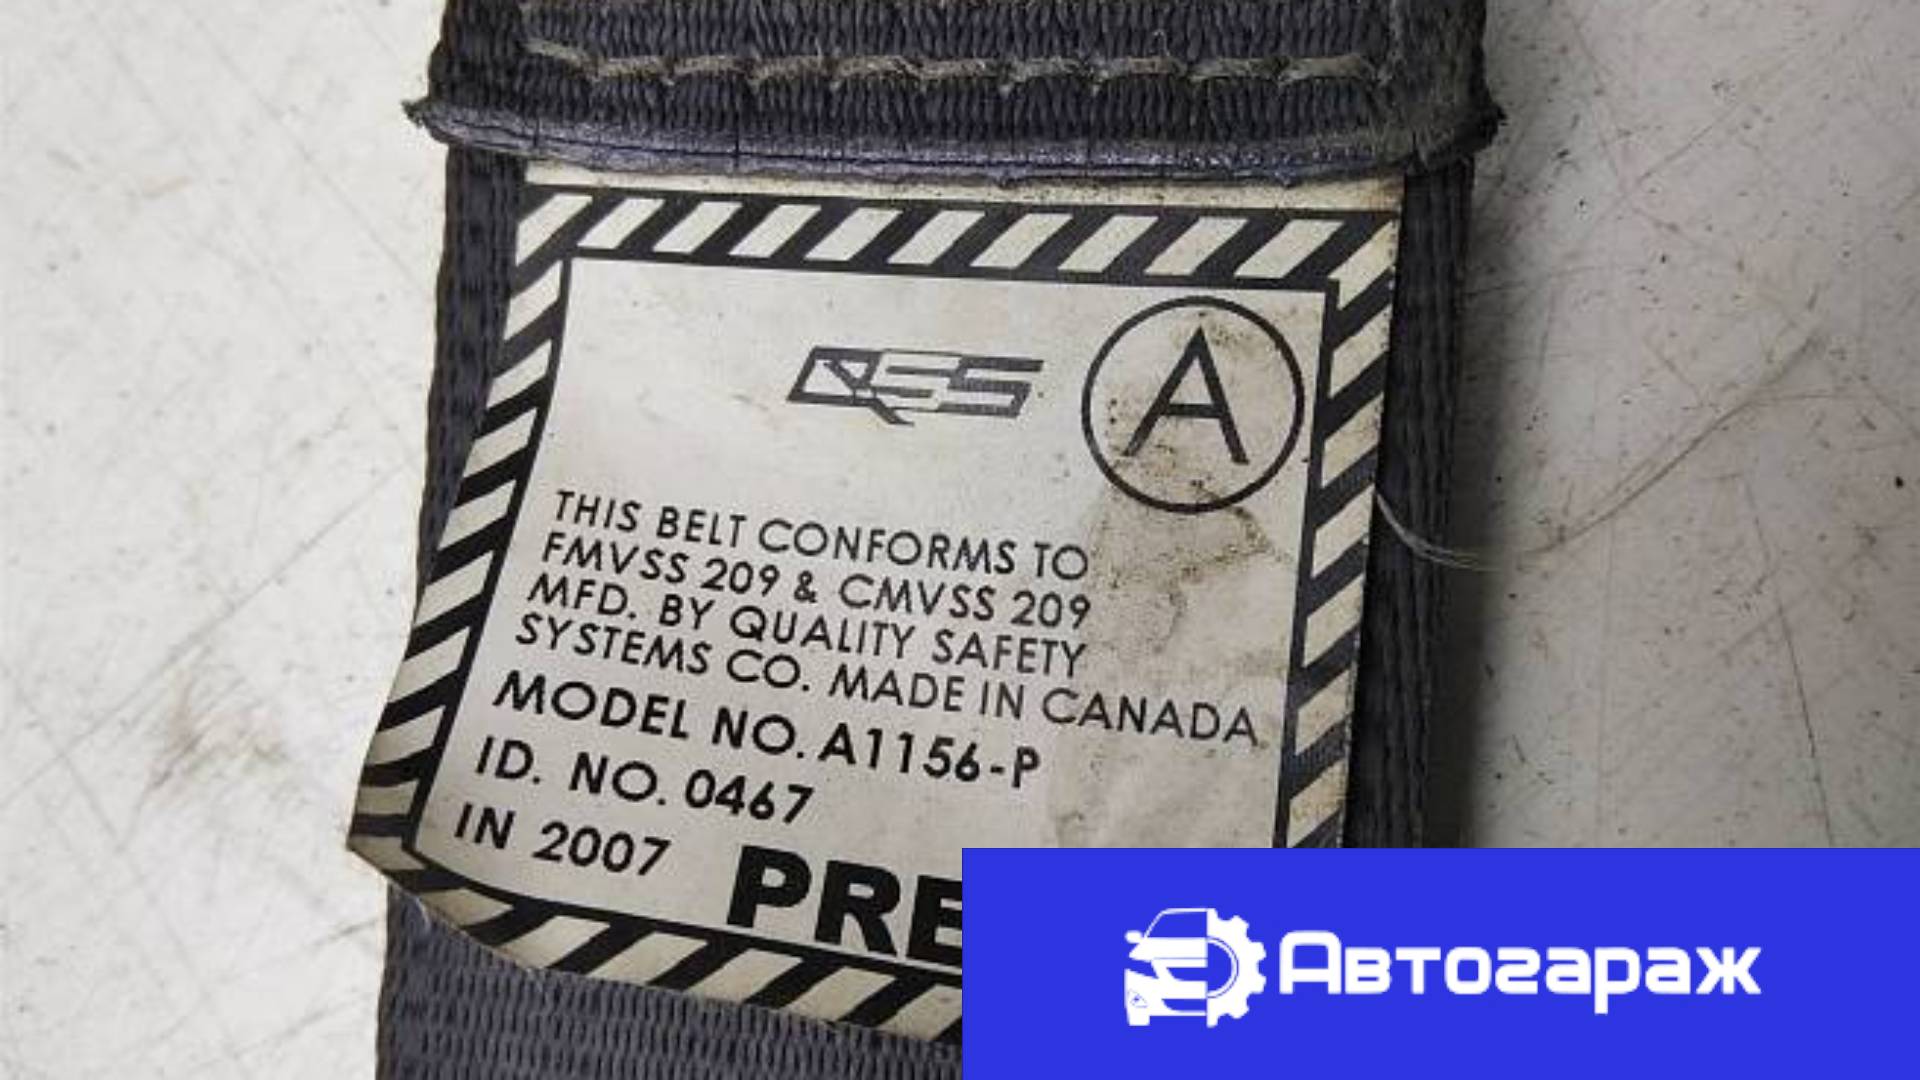 QSS
A
THIS BELT CONFORMS TO
FMVSS 209 & CMVSS 209
MFD. BY QUALITY SAFETY
SYSTEMS CO. MADE IN CANADA
MODEL NO. A1156-P
ID. NO. 0467
IN 2007
PRE
Автогараж